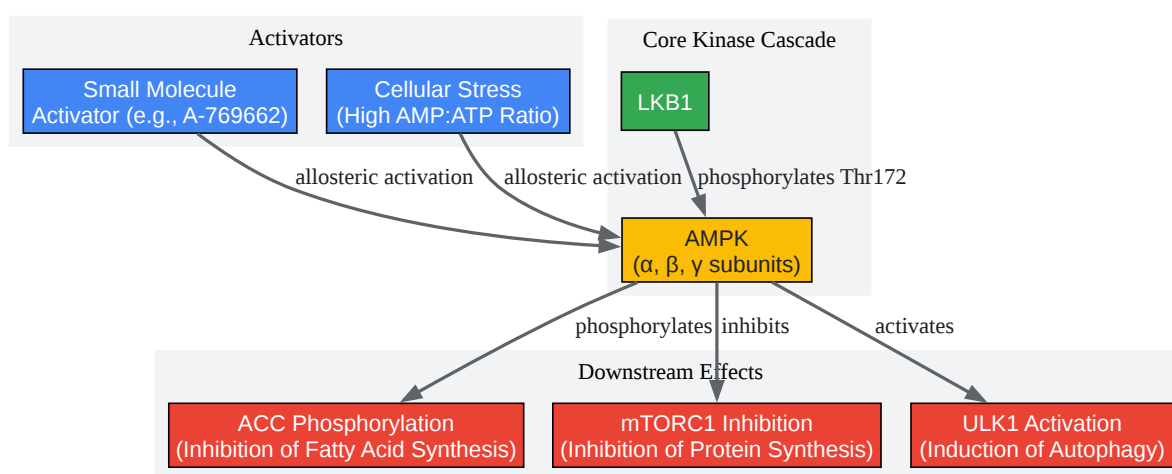 Activators
Core Kinase Cascade
Small Molecule
Activator (e.g., A-769662)
Cellular Stress
(High AMP:ATP Ratio)
LKB1
allosteric activation
allosteric activation
phosphorylates Thr172
AMPK
(α, β, γ subunits)
phosphorylates
inhibits
activates
Downstream Effects
ACC Phosphorylation
(Inhibition of Fatty Acid Synthesis)
mTORC1 Inhibition
(Inhibition of Protein Synthesis)
ULK1 Activation
(Induction of Autophagy)